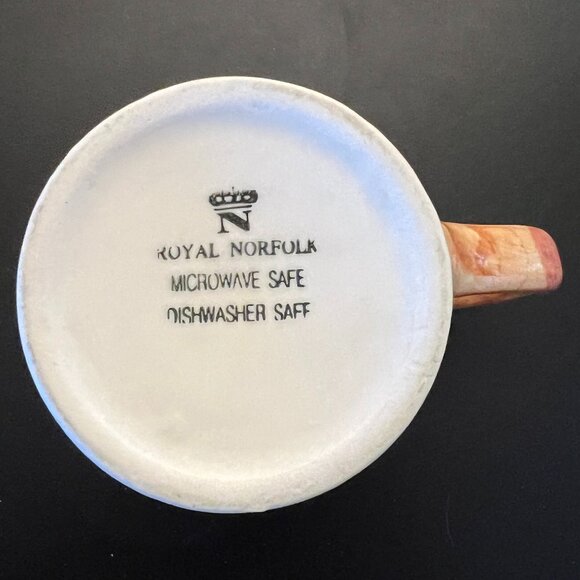 N
ROYAL NORFOLK
MICROWAVE SAFE
DISHWASHER SAFE